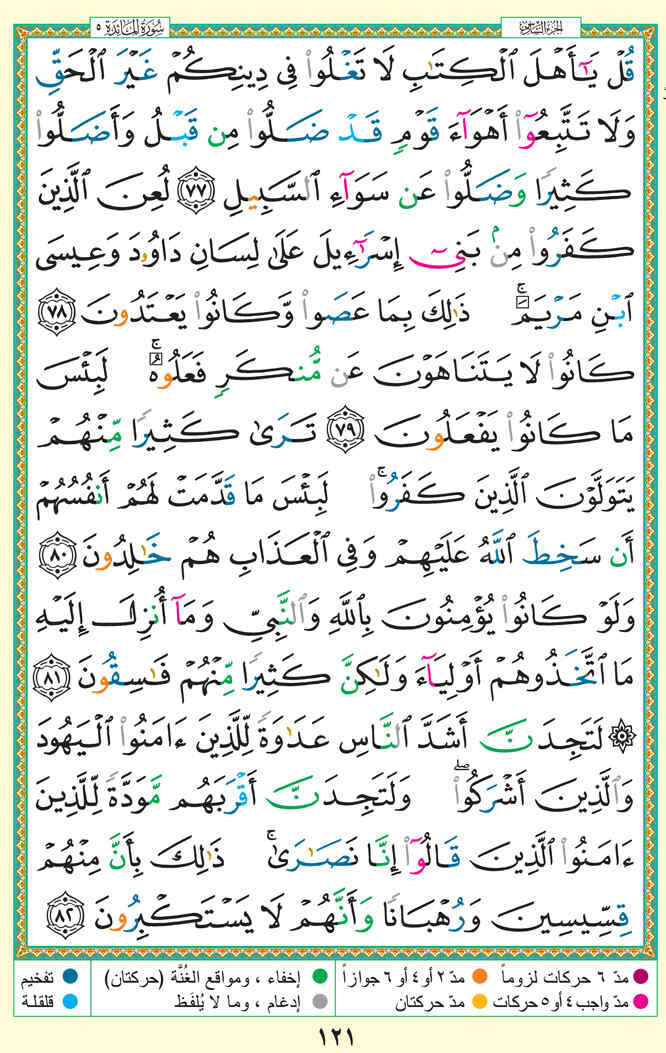 سُورَةُ المَائِدَةِ ٥
الجزء السادس
قُلْ يَـٰٓأَهْلَ ٱلْكِتَـٰبِ لَا تَغْلُوا۟ فِى دِينِكُمْ غَيْرَ ٱلْحَقِّ
وَلَا تَتَّبِعُوٓا۟ أَهْوَآءَ قَوْمٍ قَدْ ضَلُّوا۟ مِن قَبْلُ وَأَضَلُّوا۟
كَثِيرًا وَضَلُّوا۟ عَن سَوَآءِ ٱلسَّبِيلِ ٧٧ لُعِنَ ٱلَّذِينَ
كَفَرُوا۟ مِنۢ بَنِىٓ إِسْرَٰٓءِيلَ عَلَىٰ لِسَانِ دَاوُۥدَ وَعِيسَى
ٱبْنِ مَرْيَمَ ۚ ذَٰلِكَ بِمَا عَصَوا۟ وَّكَانُوا۟ يَعْتَدُونَ ٧٨
كَانُوا۟ لَا يَتَنَاهَوْنَ عَن مُّنكَرٍ فَعَلُوهُ ۚ لَبِئْسَ
مَا كَانُوا۟ يَفْعَلُونَ ٧٩ تَرَىٰ كَثِيرًا مِّنْهُمْ
يَتَوَلَّوْنَ ٱلَّذِينَ كَفَرُوا۟ ۚ لَبِئْسَ مَا قَدَّمَتْ لَهُمْ أَنفُسُهُمْ
أَن سَخِطَ ٱللَّهُ عَلَيْهِمْ وَفِى ٱلْعَذَابِ هُمْ خَـٰلِدُونَ ٨٠
وَلَوْ كَانُوا۟ يُؤْمِنُونَ بِٱللَّهِ وَٱلنَّبِىِّ وَمَآ أُنزِلَ إِلَيْهِ
مَا ٱتَّخَذُوهُمْ أَوْلِيَآءَ وَلَـٰكِنَّ كَثِيرًا مِّنْهُمْ فَـٰسِقُونَ ٨١
۞ لَتَجِدَنَّ أَشَدَّ ٱلنَّاسِ عَدَٰوَةً لِّلَّذِينَ ءَامَنُوا۟ ٱلْيَهُودَ
وَٱلَّذِينَ أَشْرَكُوا۟ ۖ وَلَتَجِدَنَّ أَقْرَبَهُم مَّوَدَّةً لِّلَّذِينَ
ءَامَنُوا۟ ٱلَّذِينَ قَالُوٓا۟ إِنَّا نَصَـٰرَىٰ ۚ ذَٰلِكَ بِأَنَّ مِنْهُمْ
قِسِّيسِينَ وَرُهْبَانًا وَأَنَّهُمْ لَا يَسْتَكْبِرُونَ ٨٢
مدّ ٦ حركات لزوماً مدّ ٢ أو ٤ أو ٦ جوازاً إخفاء ، ومواقع الغُنَّة (حركتان) تفخيم
مدّ واجب ٤ أو ٥ حركات مدّ حركتان إدغام ، وما لا يُلفَظ قلقلة
١٢١